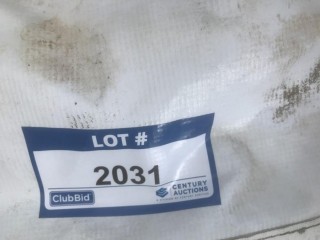 LOT #
2031
ClubBid
CENTURY
AUCTIONS